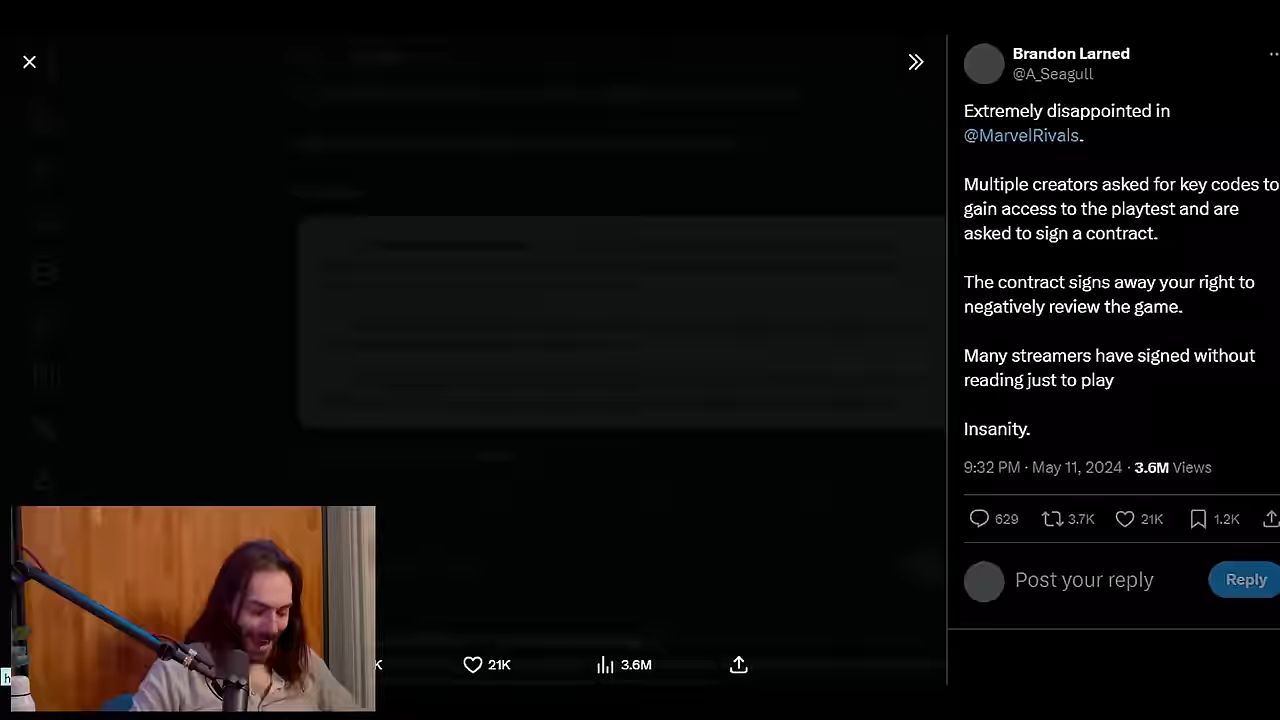 Brandon Larned
@A_Seagull
Extremely disappointed in
@MarvelRivals.
Multiple creators asked for key codes to
gain access to the playtest and are
asked to sign a contract.
The contract signs away your right to
negatively review the game.
Many streamers have signed without
reading just to play
Insanity.
9:32 PM · May 11, 2024 · 3.6M Views
629 3.7K 21K 1.2K
Post your reply
Reply
K 21K 3.6M
h